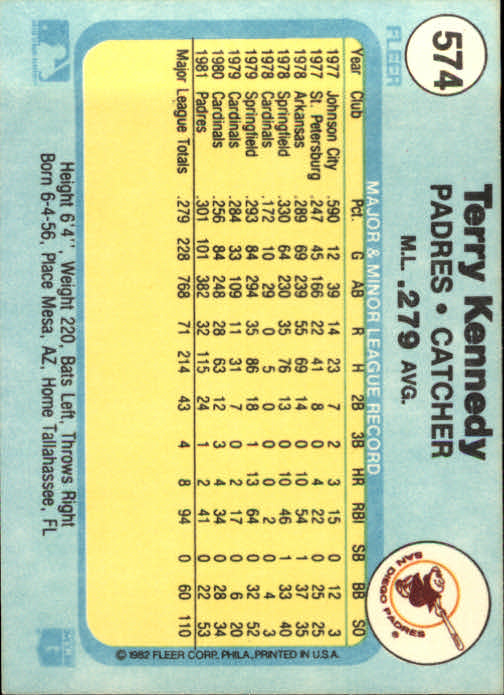 574
FLEER
Terry Kennedy
PADRES • CATCHER
M.L. .279 AVG.
SAN DIEGO PADRES ®
MAJOR & MINOR LEAGUE RECORD
Year Club Pct. G AB R H 2B 3B HR RBI SB BB SO
1977 Johnson City .590 12 39 14 23 7 2 3 15 0 12 3
1977 St. Petersburg .247 45 166 22 41 8 0 4 22 0 25 25
1978 Arkansas .289 69 239 55 69 14 0 10 54 1 37 35
1978 Springfield .330 64 230 35 76 13 0 10 46 1 33 40
1978 Cardinals .172 10 29 0 5 0 0 0 2 0 4 3
1979 Springfield .293 84 294 35 86 18 1 13 64 0 32 52
1979 Cardinals .284 33 109 11 31 7 0 2 17 0 6 20
1980 Cardinals .256 84 248 28 63 12 3 4 34 0 28 34
1981 Padres .301 101 382 32 115 24 1 2 41 0 22 53
Major League Totals .279 228 768 71 214 43 4 8 94 0 60 110
Height 6'4", Weight 220, Bats Left, Throws Right
Born 6-4-56, Place Mesa, AZ, Home Tallahassee, FL
© 1982 FLEER CORP., PHILA., PRINTED IN U.S.A.